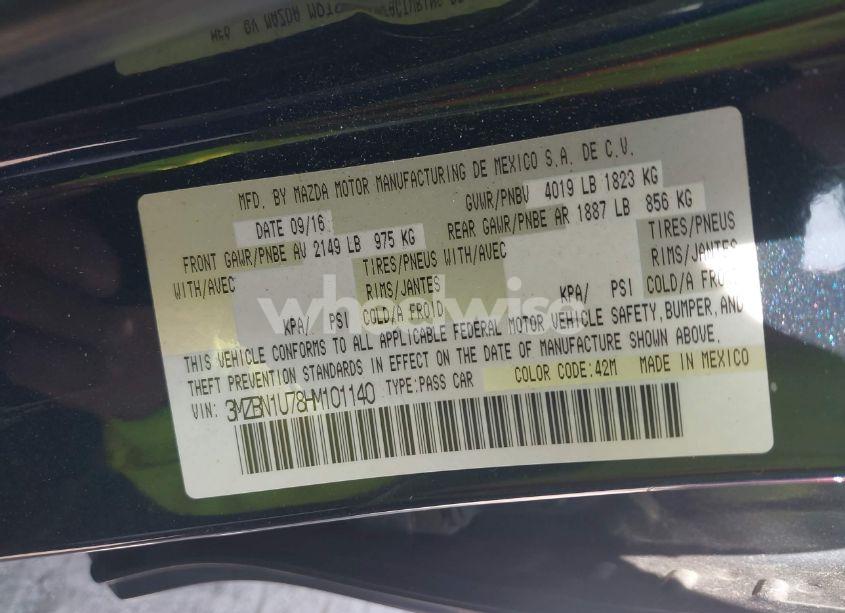 MFD. BY MAZDA MOTOR MANUFACTURING DE MEXICO S.A. DE C.V.
DATE 09/16 GVWR/PNBV 4019 LB 1823 KG
FRONT GAWR/PNBE AV 2149 LB 975 KG REAR GAWR/PNBE AR 1887 LB 856 KG
WITH/AVEC TIRES/PNEUS WITH/AVEC TIRES/PNEUS
RIMS/JANTES RIMS/JANTES
KPA/ PSI COLD/A FROID KPA/ PSI COLD/A FROID
wheelwise
THIS VEHICLE CONFORMS TO ALL APPLICABLE FEDERAL MOTOR VEHICLE SAFETY, BUMPER, AND
THEFT PREVENTION STANDARDS IN EFFECT ON THE DATE OF MANUFACTURE SHOWN ABOVE.
VIN: 3MZBN1U78HM101140 TYPE:PASS CAR COLOR CODE:42M MADE IN MEXICO